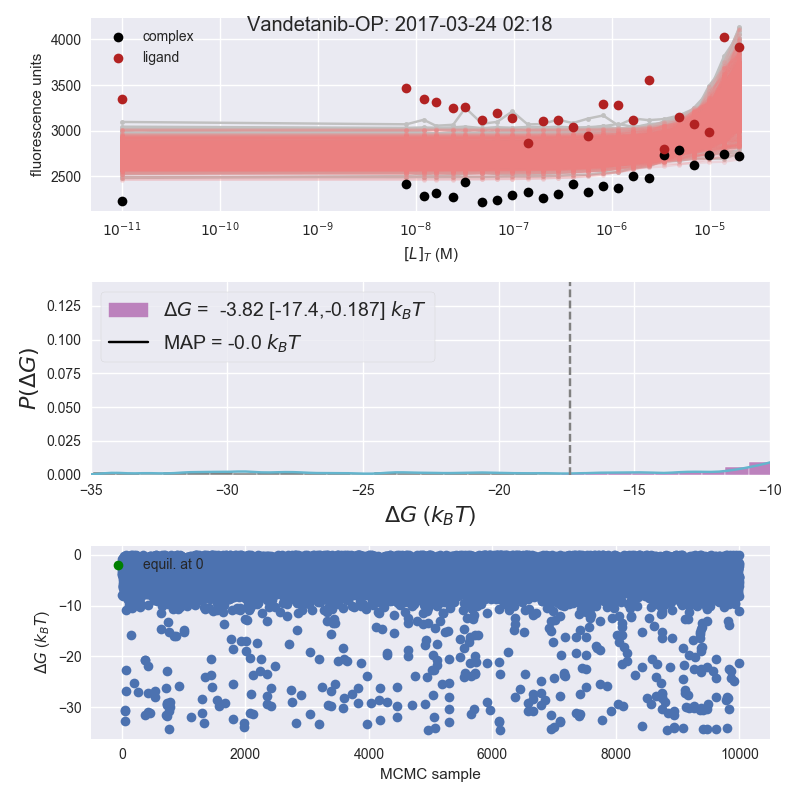 Vandetanib-OP: 2017-03-24 02:18
complex
ligand
fluorescence units
4000
3500
3000
2500
10⁻¹¹ 10⁻¹⁰ 10⁻⁹ 10⁻⁸ 10⁻⁷ 10⁻⁶ 10⁻⁵
[L]_T (M)
ΔG = -3.82 [-17.4,-0.187] k_BT
MAP = -0.0 k_BT
P(ΔG)
0.125
0.100
0.075
0.050
0.025
0.000
−35 −30 −25 −20 −15 −10
ΔG (k_BT)
equil. at 0
ΔG (k_BT)
0
−10
−20
−30
0 2000 4000 6000 8000 10000
MCMC sample